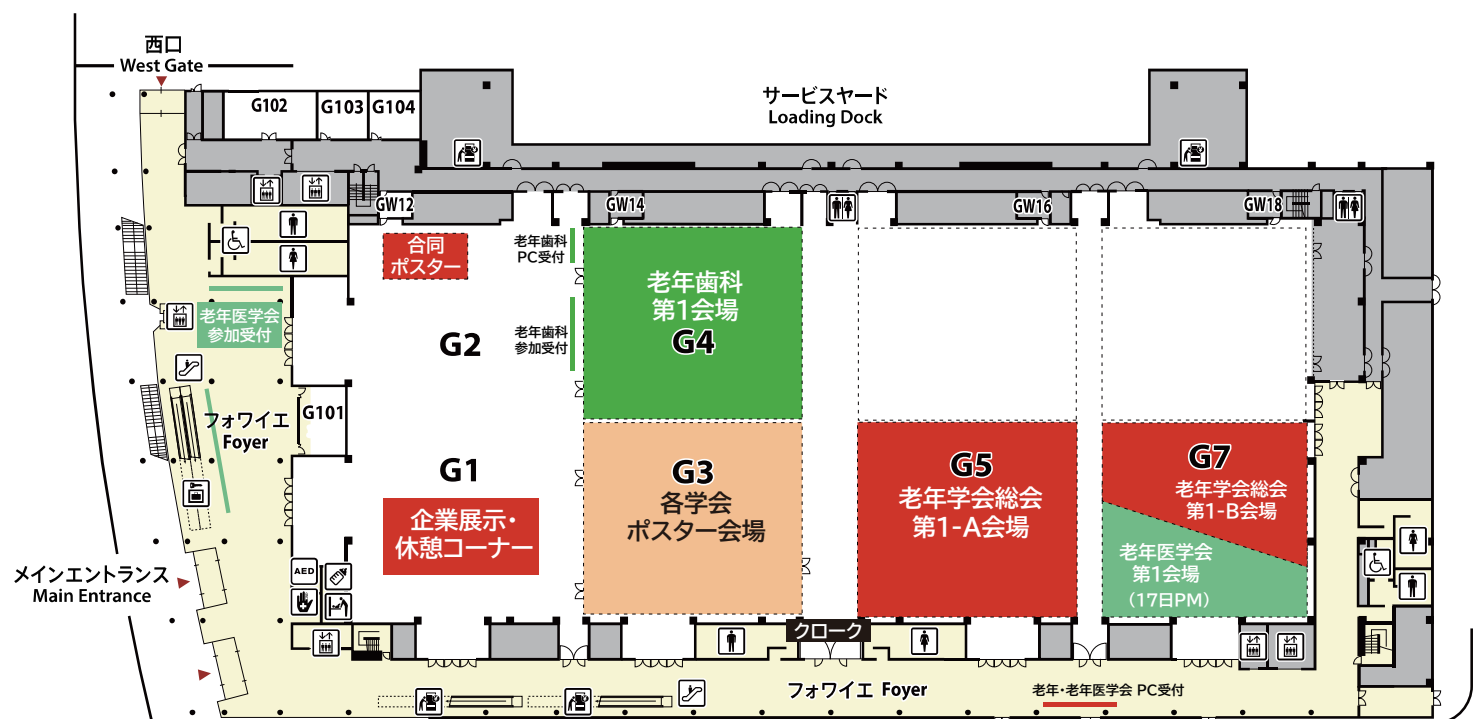 西口
West Gate
G102
G103
G104
サービスヤード
Loading Dock
GW12
GW14
GW16
GW18
合同
ポスター
老年歯科
PC受付
老年歯科
第1会場
G4
老年医学会
参加受付
G2
老年歯科
参加受付
フォワイエ
Foyer
G101
G1
企業展示・
休憩コーナー
G3
各学会
ポスター会場
G5
老年学会総会
第1-A会場
G7
老年学会総会
第1-B会場
老年医学会
第1会場
（17日PM）
メインエントランス
Main Entrance
AED
クローク
フォワイエ Foyer
老年・老年医学会 PC受付